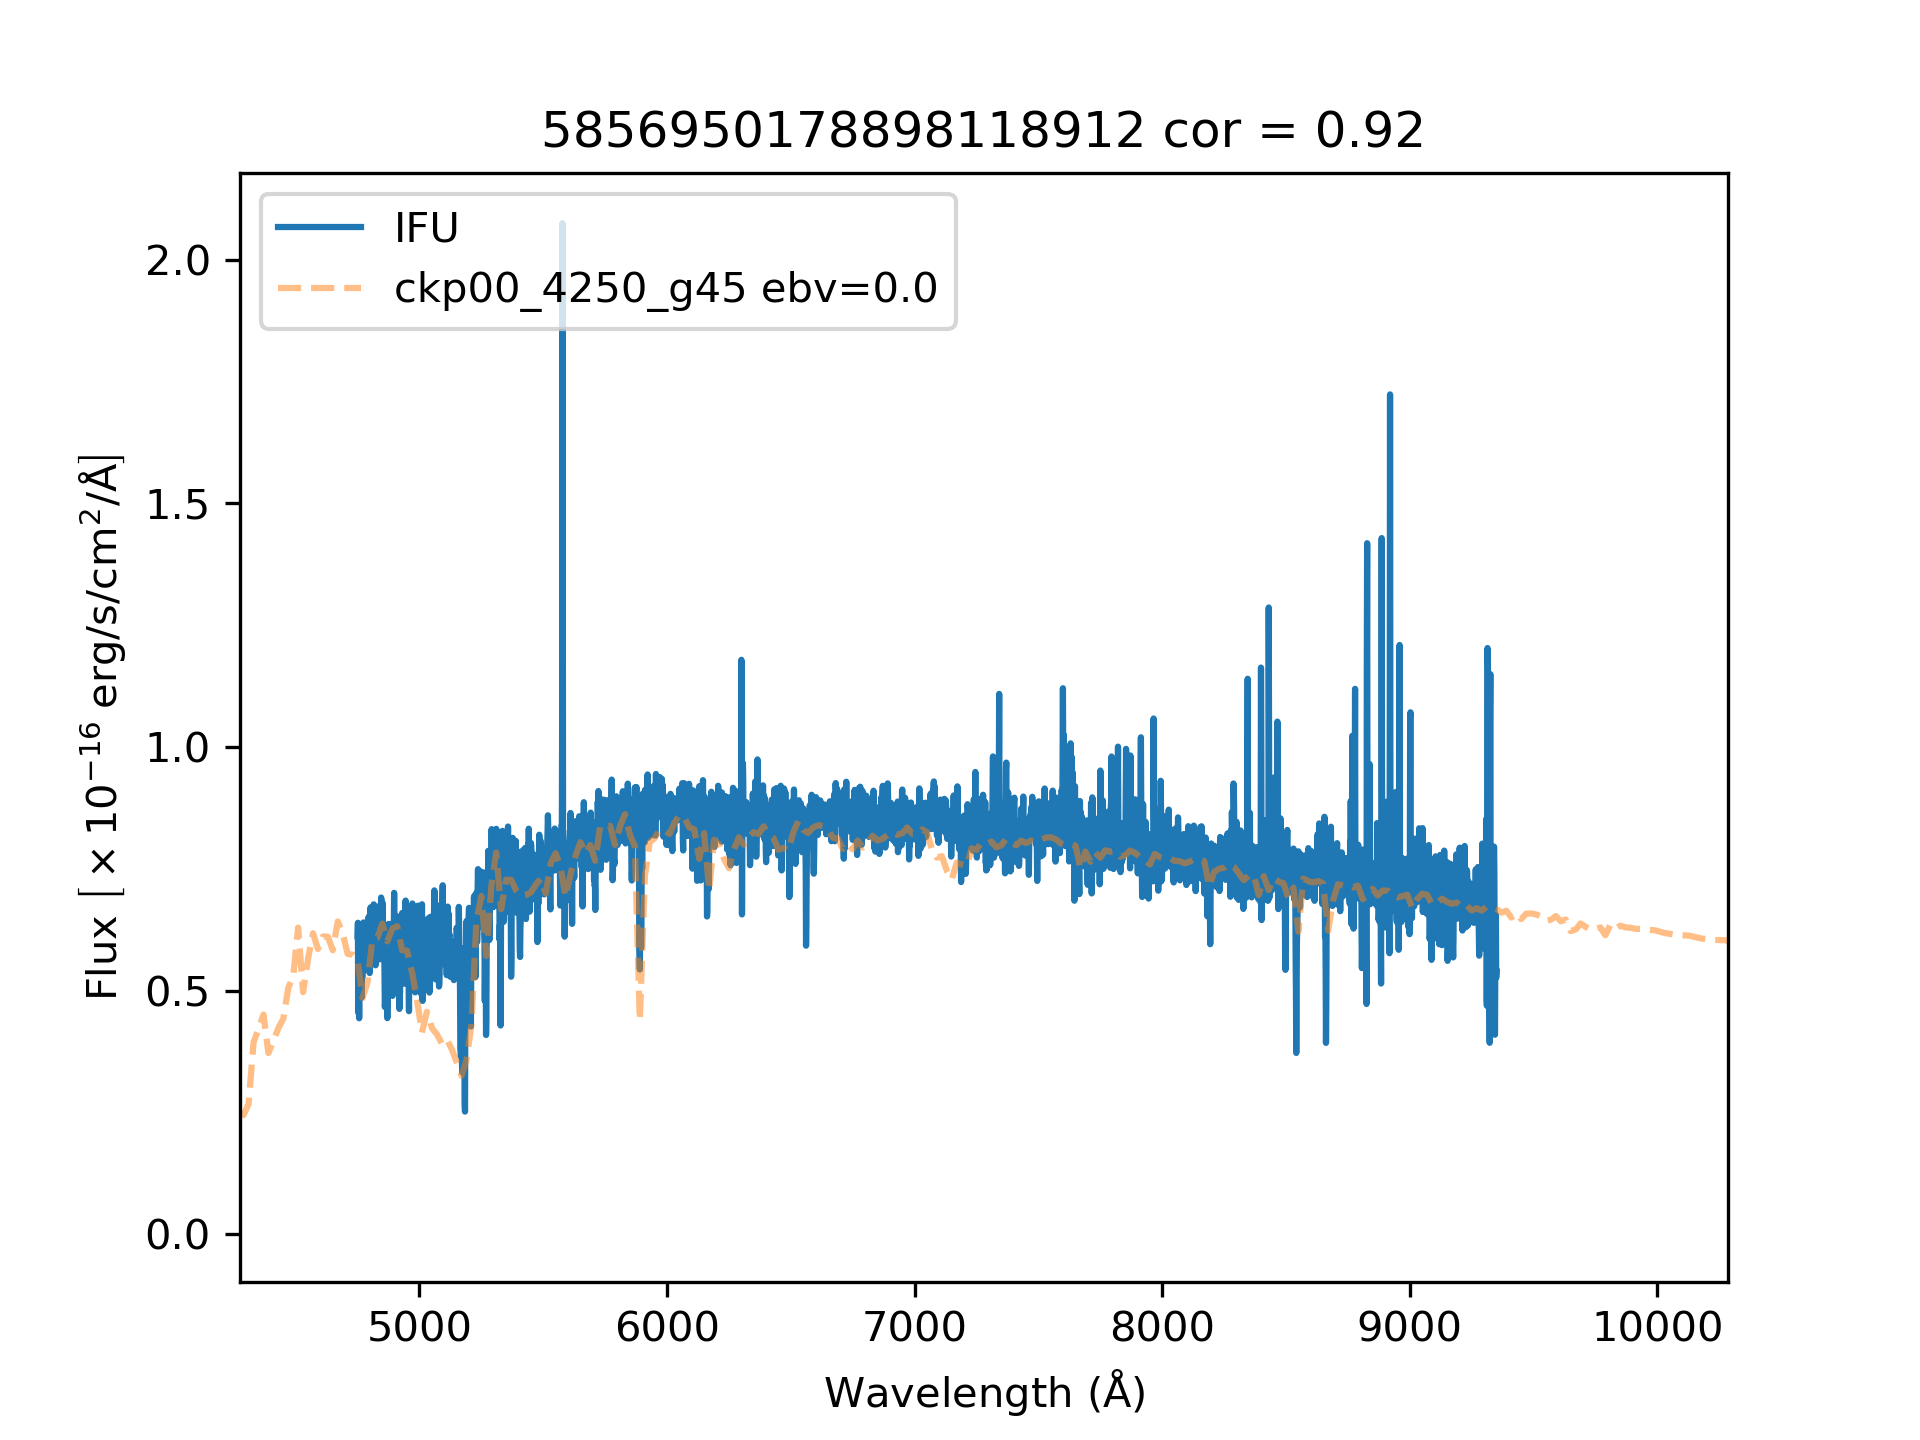 5856950178898118912 cor = 0.92
IFU
ckp00_4250_g45 ebv=0.0
2.0
1.5
1.0
0.5
0.0
Flux [×10⁻¹⁶ erg/s/cm²/Å]
5000 6000 7000 8000 9000 10000
Wavelength (Å)